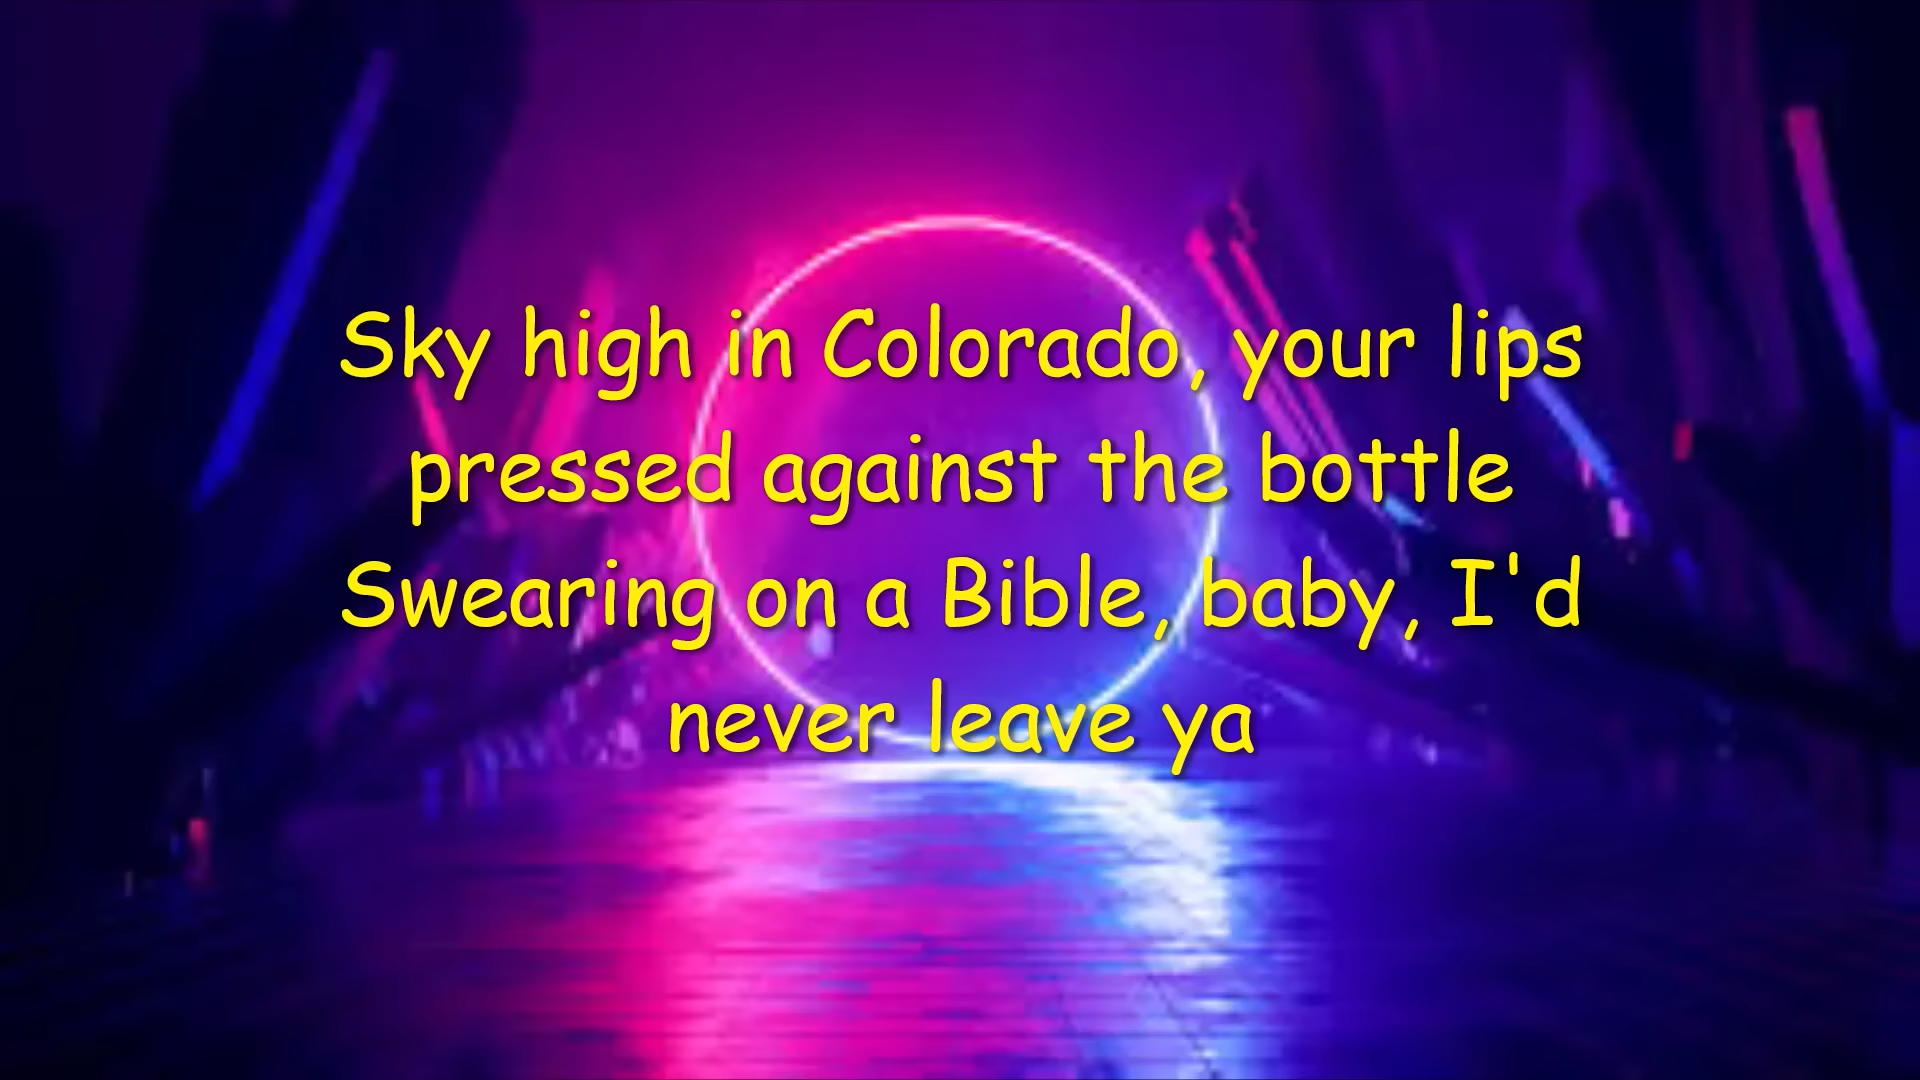 Sky high in Colorado, your lips
pressed against the bottle
Swearing on a Bible, baby, I'd
never leave ya